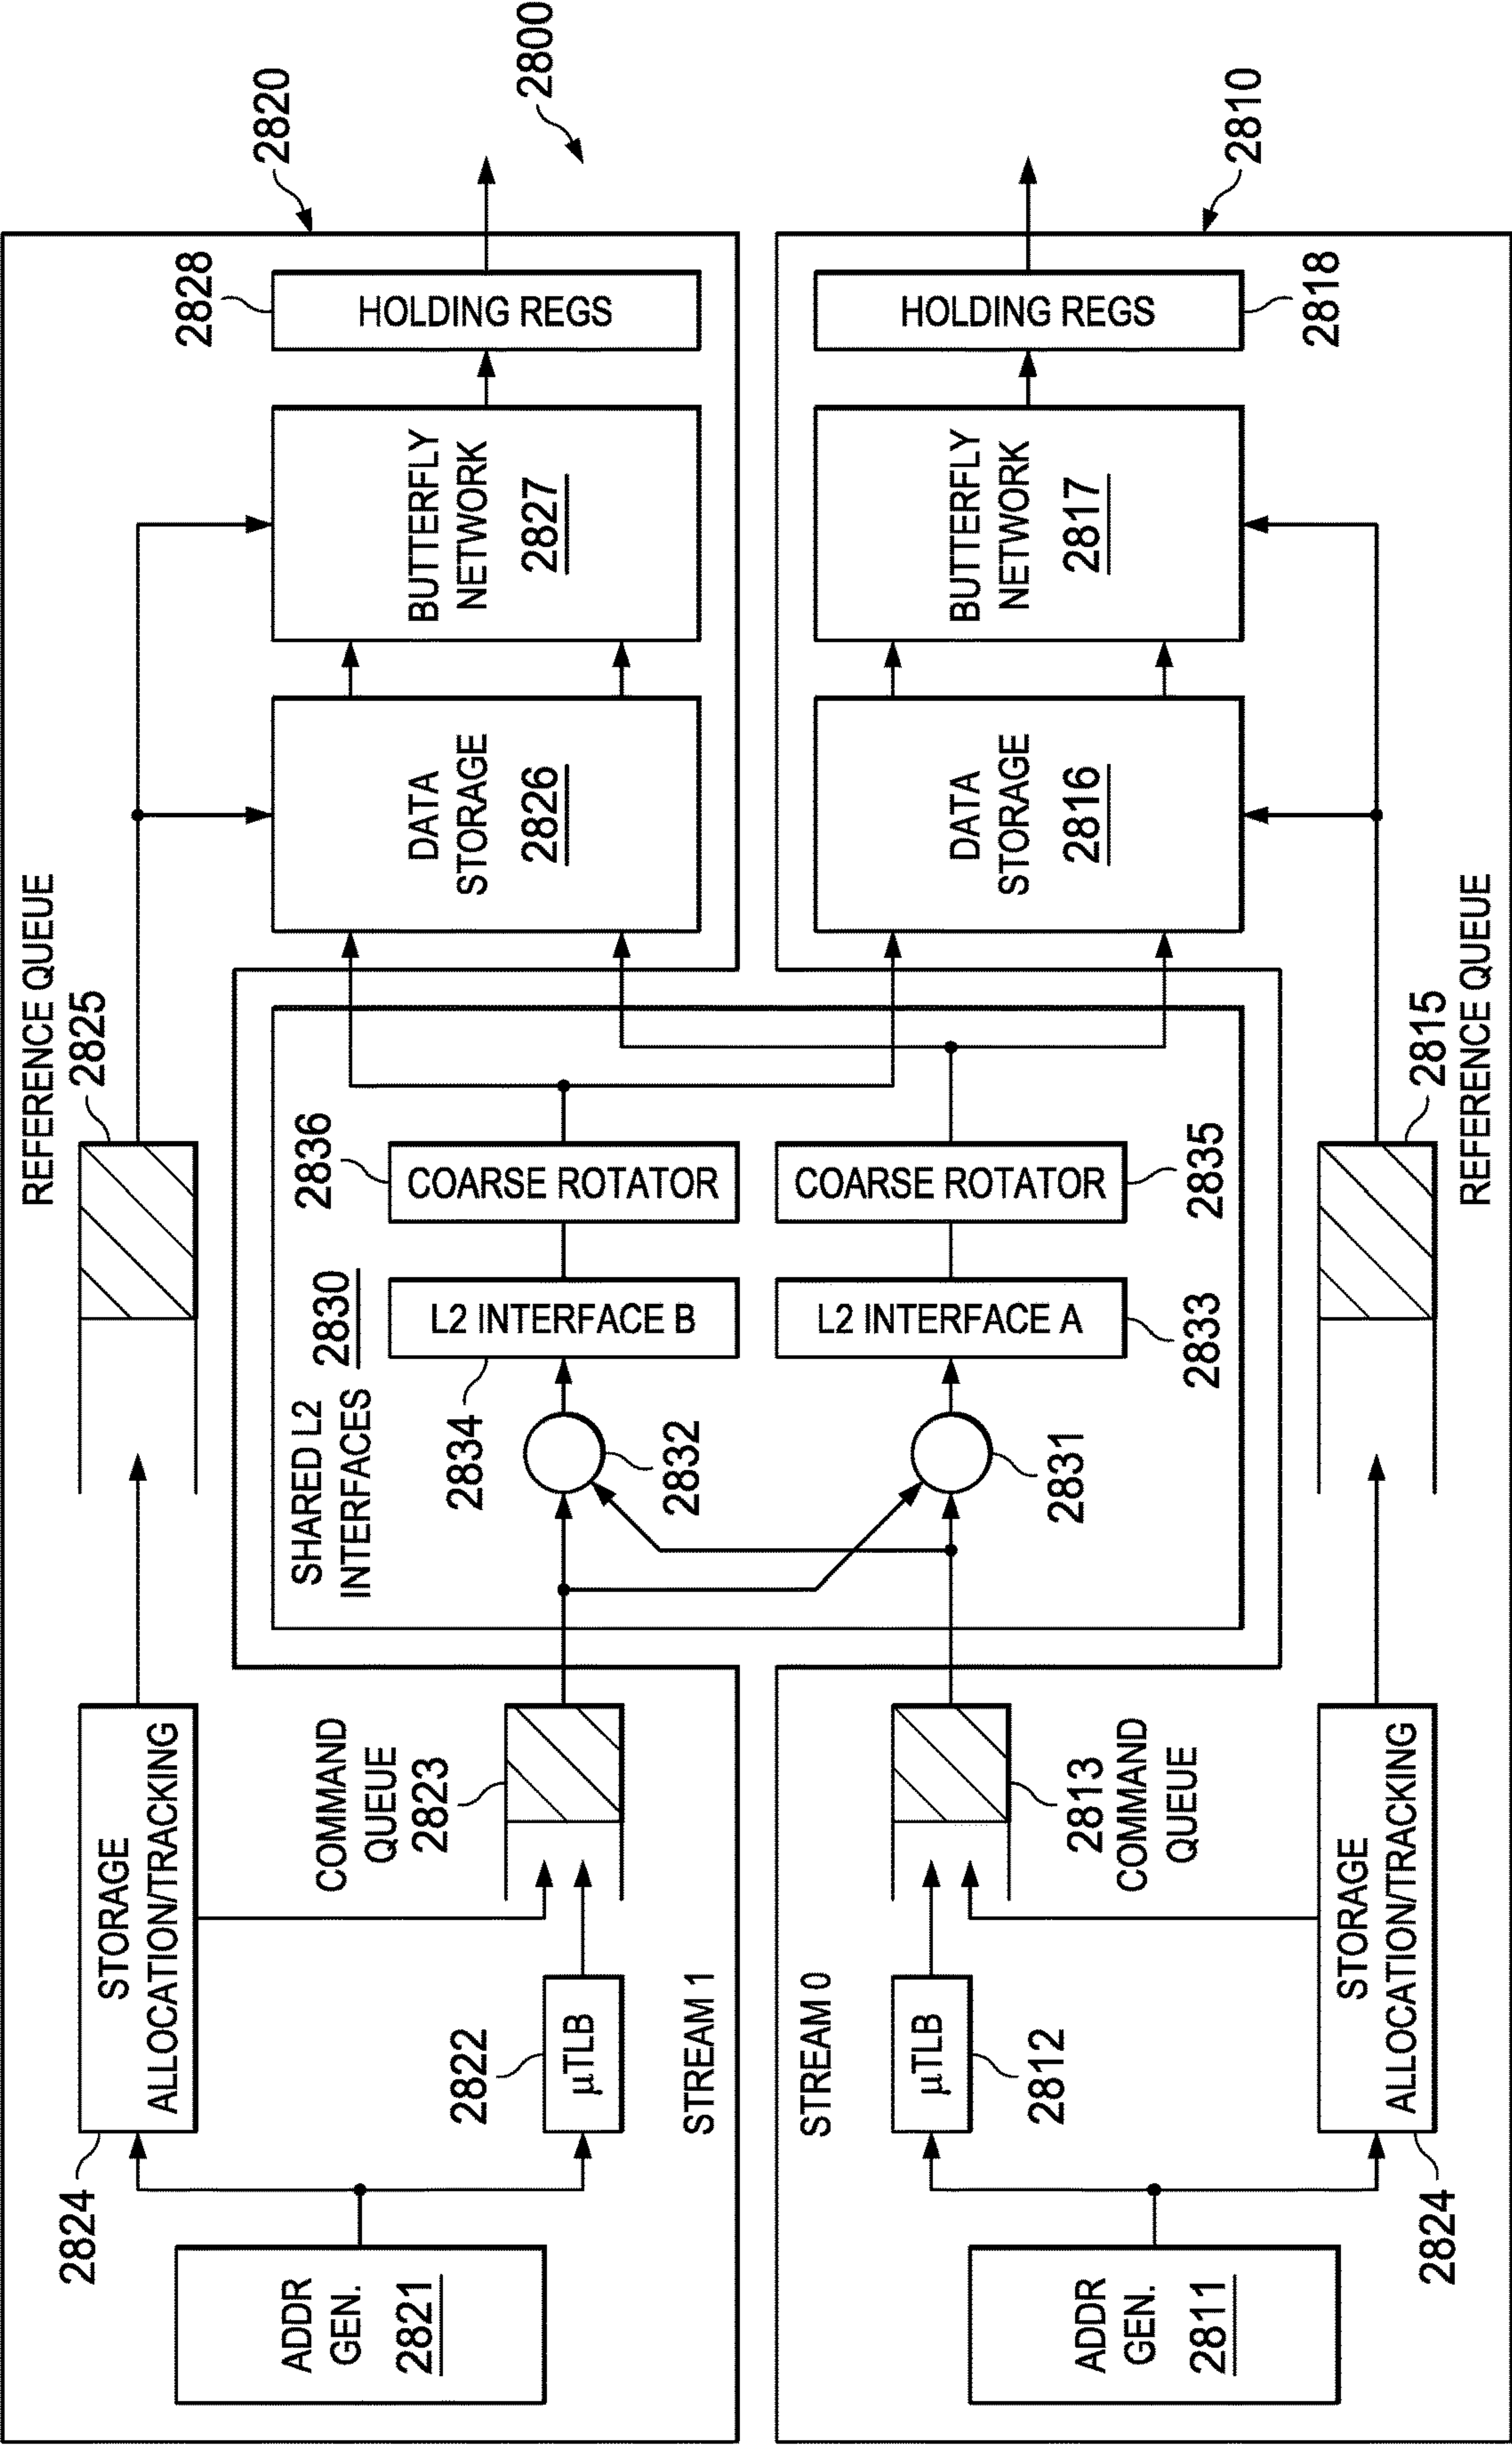 2820
2800
REFERENCE QUEUE
2825
2828
HOLDING REGS
BUTTERFLY
NETWORK
2827
DATA
STORAGE
2826
STORAGE
ALLOCATION/TRACKING
2824
ADDR
GEN.
2821
COMMAND
QUEUE
2823
2822
µTLB
STREAM 1
SHARED L2
INTERFACES
2830
2836
COARSE ROTATOR
L2 INTERFACE B
2834
2832
COARSE ROTATOR
2835
L2 INTERFACE A
2833
2831
STREAM 0
µTLB
2812
2813
COMMAND
QUEUE
ADDR
GEN.
2811
STORAGE
ALLOCATION/TRACKING
2824
DATA
STORAGE
2816
BUTTERFLY
NETWORK
2817
HOLDING REGS
2818
2810
2815
REFERENCE QUEUE